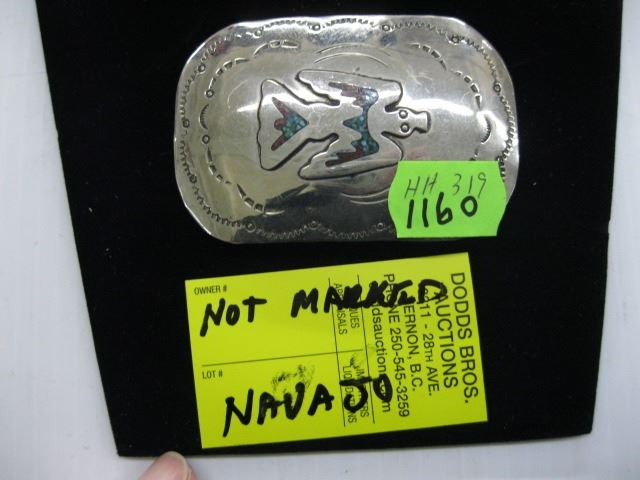 HH 319
1160
OWNER #
NOT MARKED
LOT #
NAVAJO
DODDS BROS.
AUCTIONS
28TH AVE.
VERNON, B.C.
PHONE 250-545-3259